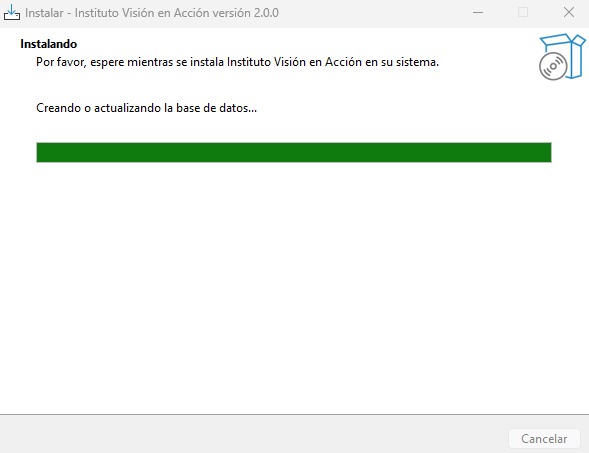 Instalar - Instituto Visión en Acción versión 2.0.0
Instalando
Por favor, espere mientras se instala Instituto Visión en Acción en su sistema.
Creando o actualizando la base de datos...
Cancelar